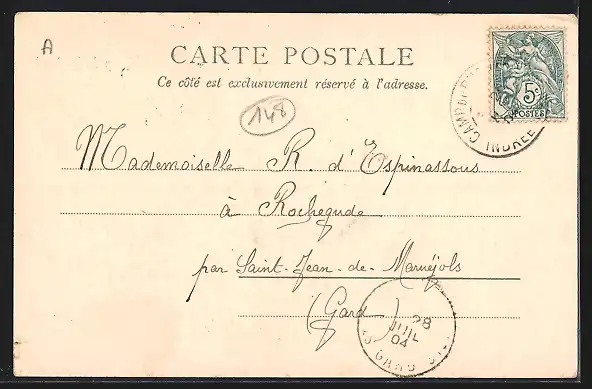 A
CARTE POSTALE
Ce côté est exclusivement réservé à l'adresse.
148
5c
POSTES
INDRE
Mademoiselle R. d'Espinassous
à Rochegude
par Saint-Jean-de-Maruéjols
(Gard)
28
JUIL
04
GARD